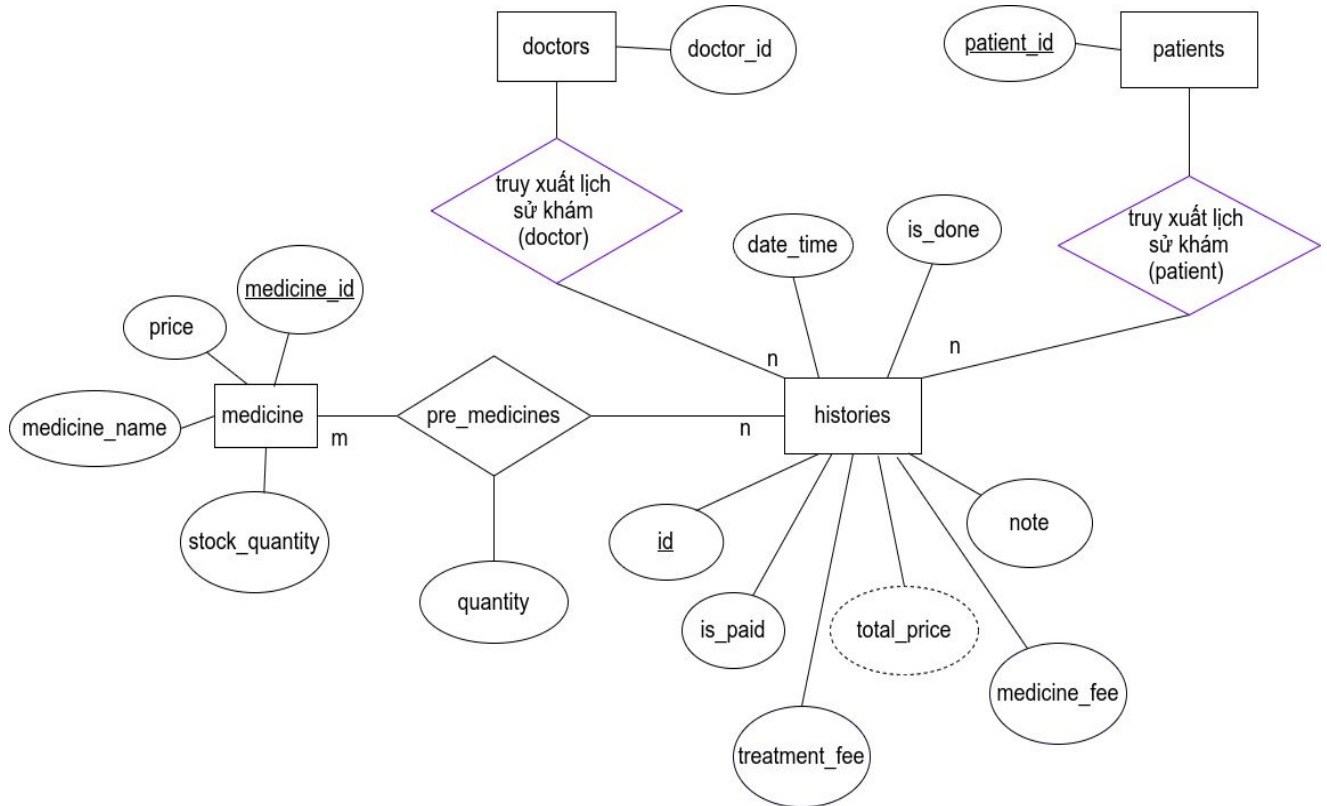 doctors
doctor_id
patient_id
patients
truy xuất lịch
sử khám
(doctor)
truy xuất lịch
sử khám
(patient)
date_time
is_done
medicine_id
price
n
n
medicine
pre_medicines
histories
medicine_name
m
n
stock_quantity
quantity
id
note
is_paid
total_price
medicine_fee
treatment_fee